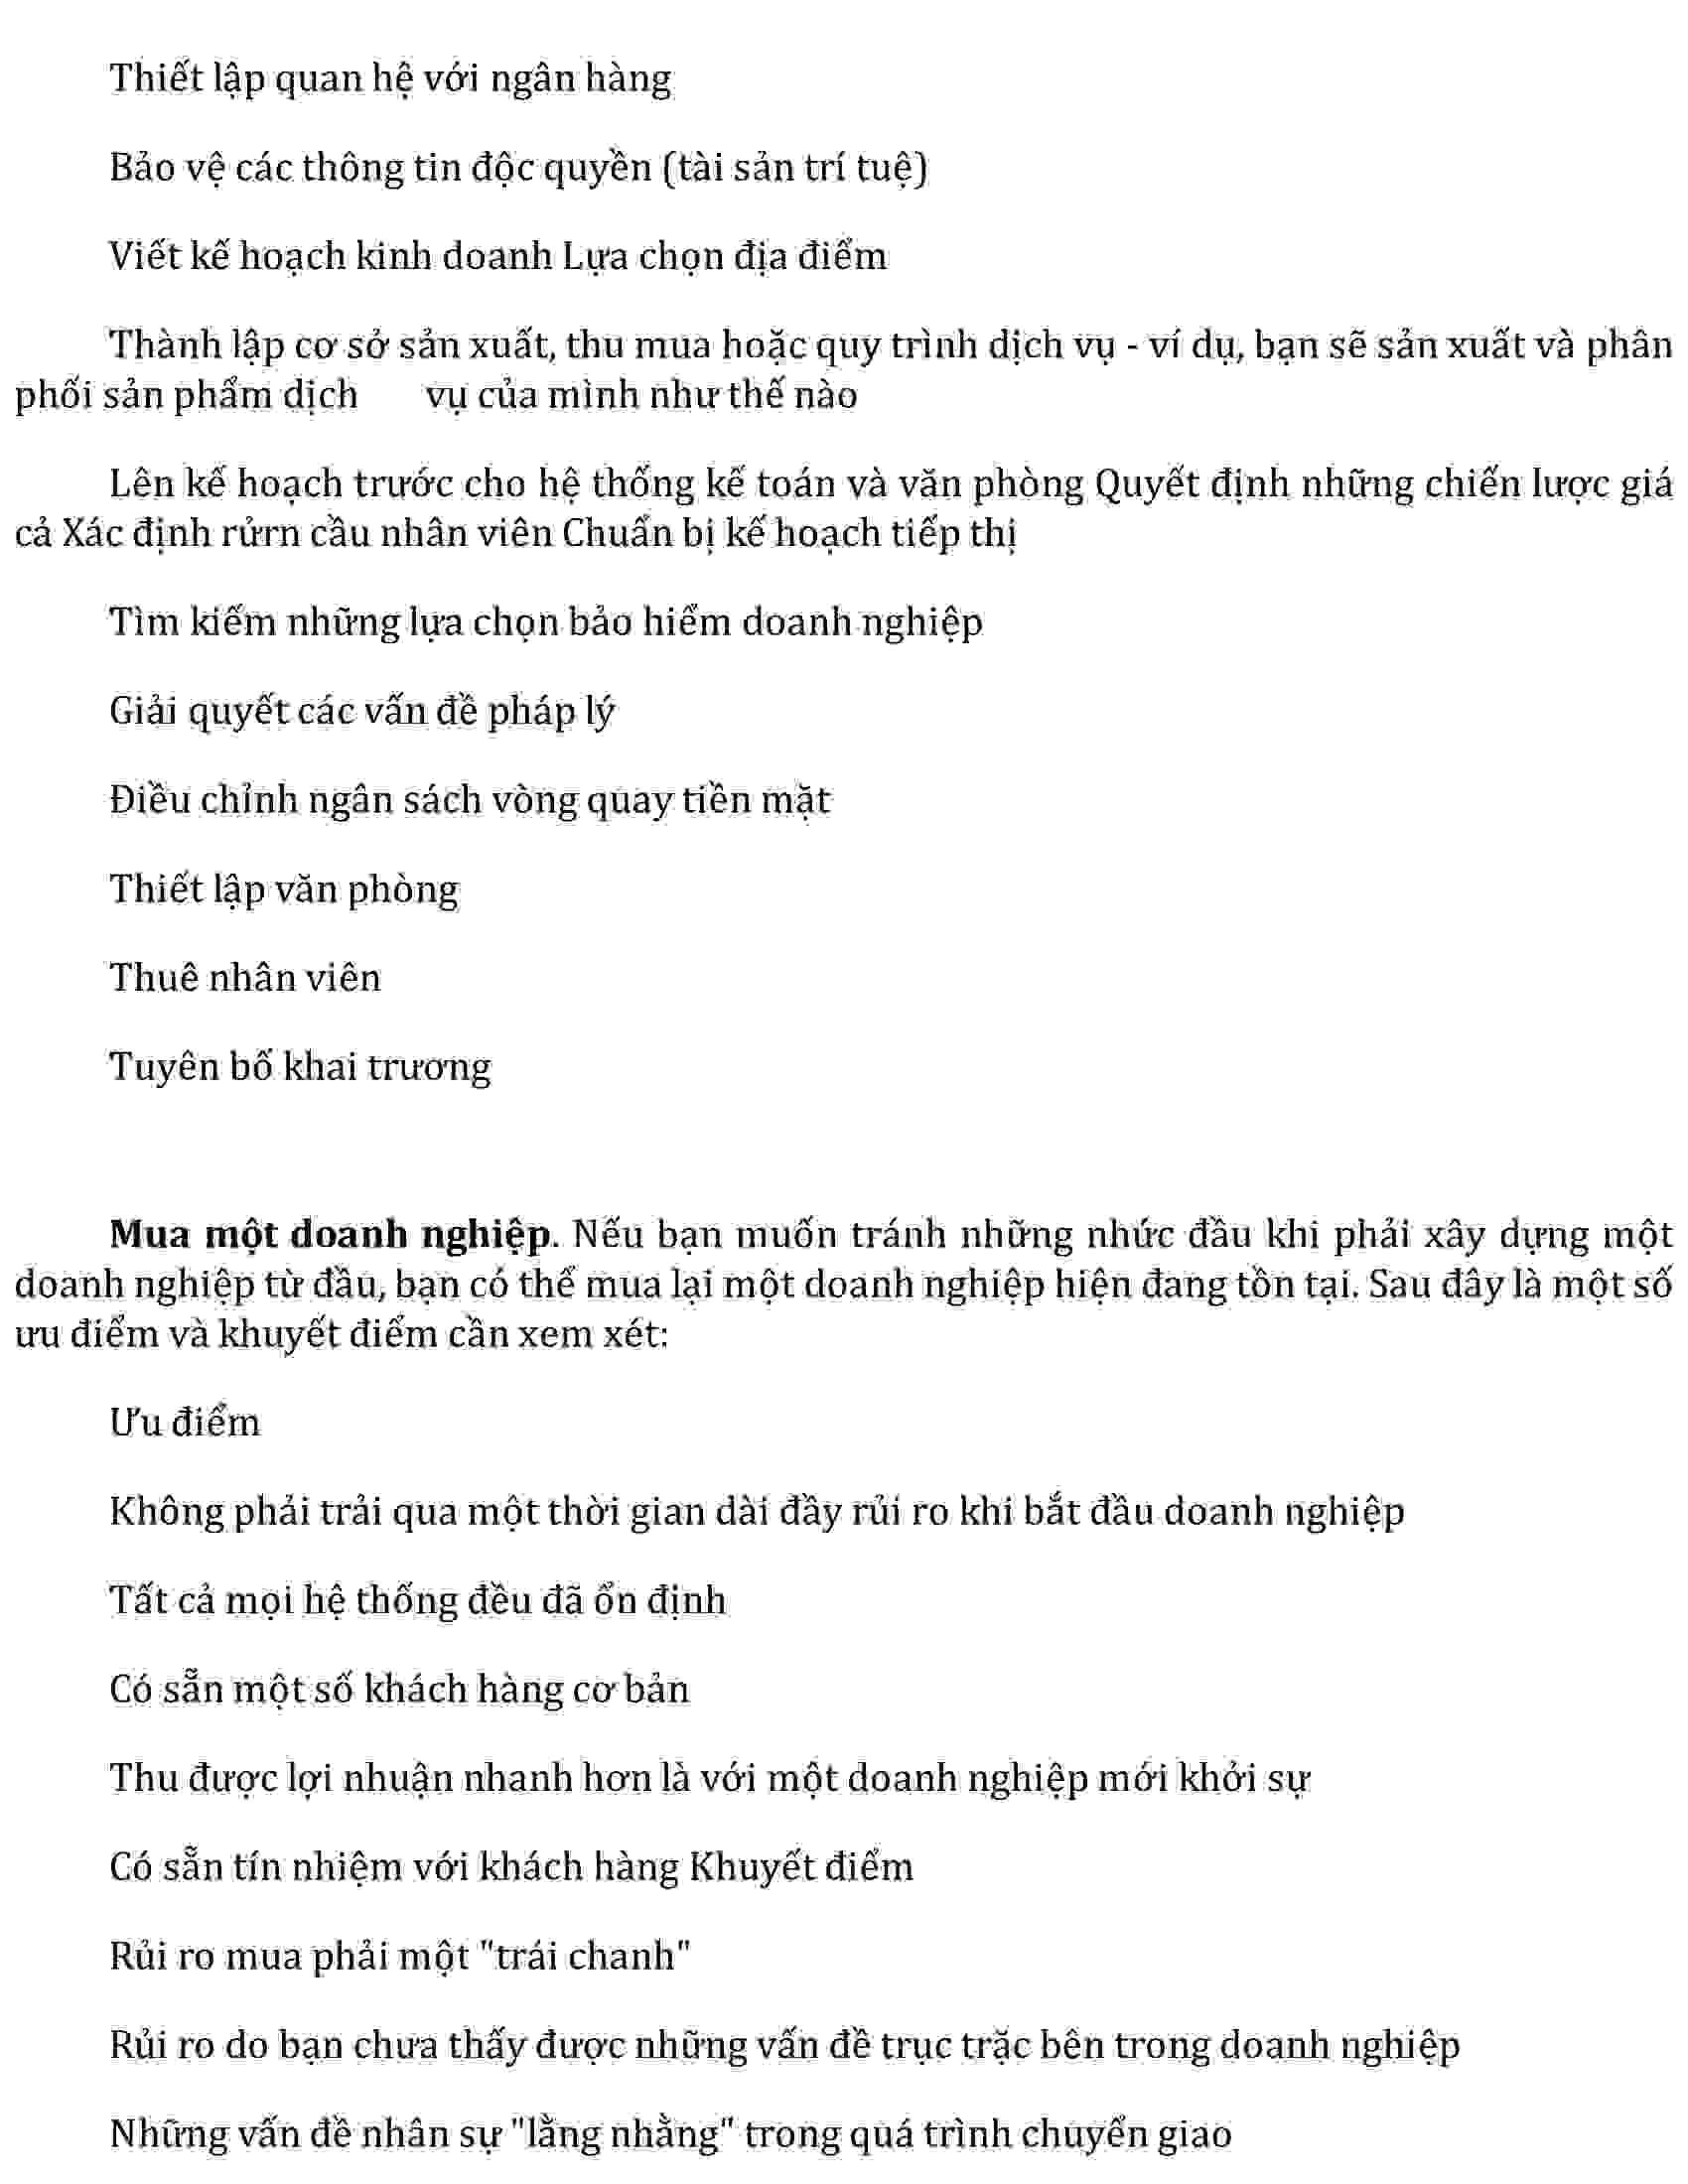 Thiết lập quan hệ với ngân hàng
Bảo vệ các thông tin độc quyền (tài sản trí tuệ)
Viết kế hoạch kinh doanh Lựa chọn địa điểm
Thành lập cơ sở sản xuất, thu mua hoặc quy trình dịch vụ - ví dụ, bạn sẽ sản xuất và phân
phối sản phẩm dịch vụ của mình như thế nào
Lên kế hoạch trước cho hệ thống kế toán và văn phòng Quyết định những chiến lược giá
cả Xác định rửrn cầu nhân viên Chuẩn bị kế hoạch tiếp thị
Tìm kiếm những lựa chọn bảo hiểm doanh nghiệp
Giải quyết các vấn đề pháp lý
Điều chỉnh ngân sách vòng quay tiền mặt
Thiết lập văn phòng
Thuê nhân viên
Tuyên bố khai trương
Mua một doanh nghiệp. Nếu bạn muốn tránh những nhức đầu khi phải xây dựng một
doanh nghiệp từ đầu, bạn có thể mua lại một doanh nghiệp hiện đang tồn tại. Sau đây là một số
ưu điểm và khuyết điểm cần xem xét:
Ưu điểm
Không phải trải qua một thời gian dài đầy rủi ro khi bắt đầu doanh nghiệp
Tất cả mọi hệ thống đều đã ổn định
Có sẵn một số khách hàng cơ bản
Thu được lợi nhuận nhanh hơn là với một doanh nghiệp mới khởi sự
Có sẵn tín nhiệm với khách hàng Khuyết điểm
Rủi ro mua phải một "trái chanh"
Rủi ro do bạn chưa thấy được những vấn đề trục trặc bên trong doanh nghiệp
Những vấn đề nhân sự "lằng nhằng" trong quá trình chuyển giao